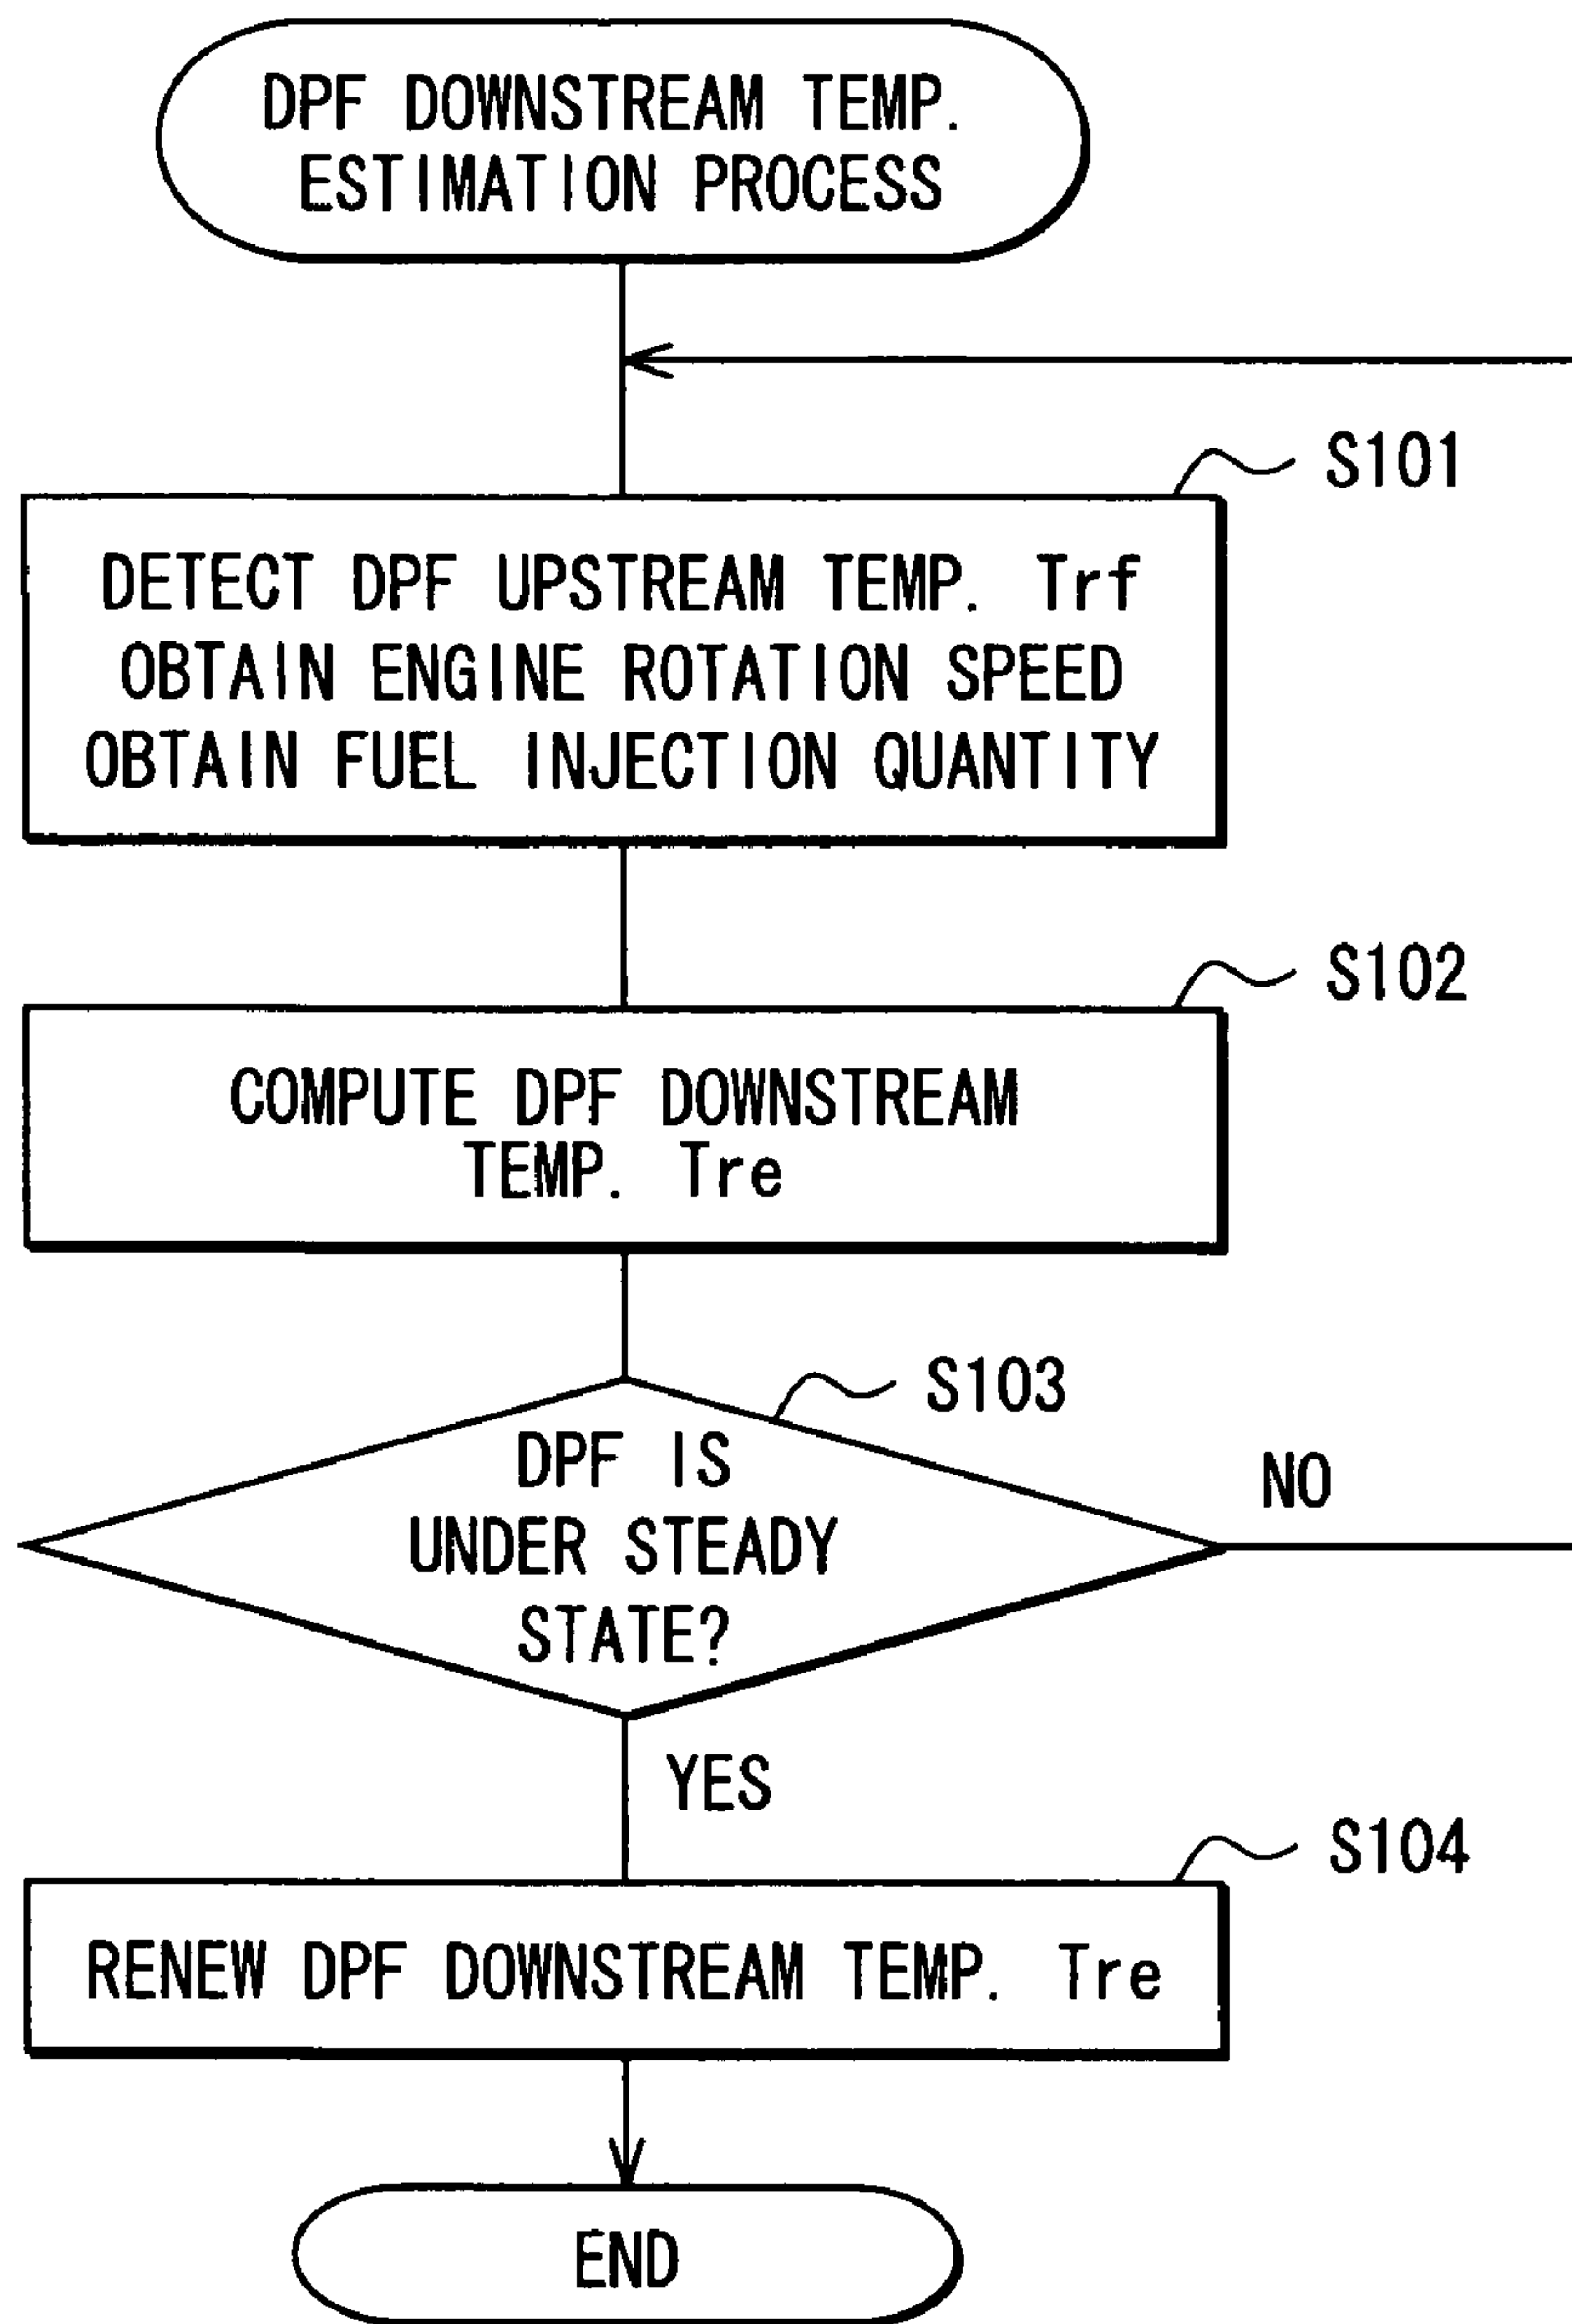 DPF DOWNSTREAM TEMP.
ESTIMATION PROCESS
S101
DETECT DPF UPSTREAM TEMP. Trf
OBTAIN ENGINE ROTATION SPEED
OBTAIN FUEL INJECTION QUANTITY
S102
COMPUTE DPF DOWNSTREAM
TEMP. Tre
S103
DPF IS
UNDER STEADY
STATE?
NO
YES
S104
RENEW DPF DOWNSTREAM TEMP. Tre
END